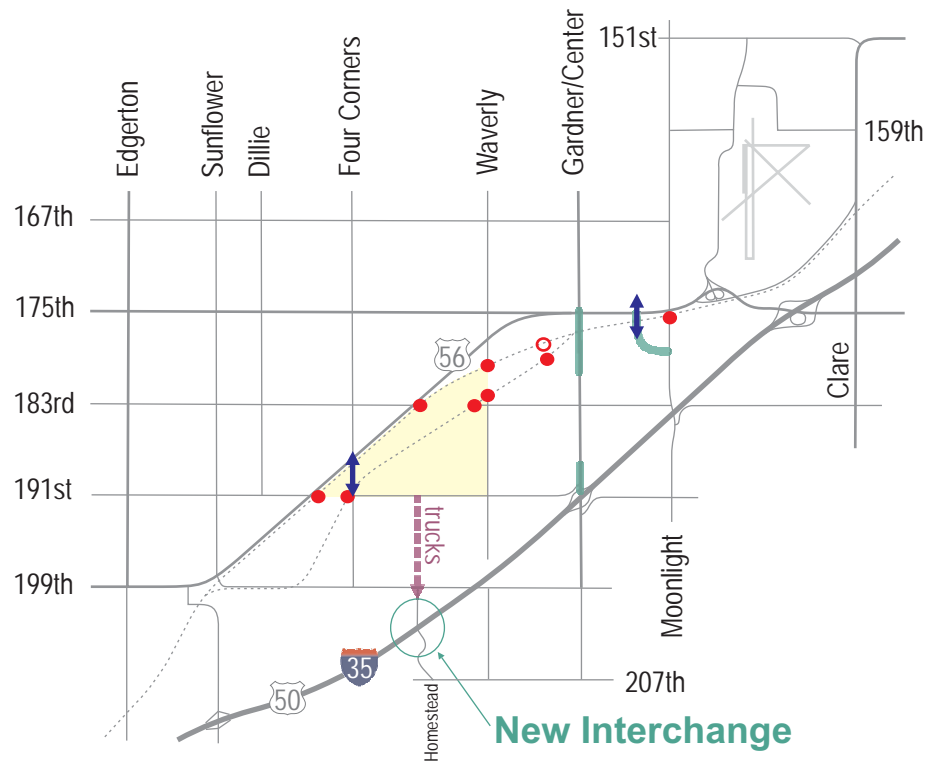 151st
Edgerton
Sunflower
Dillie
Four Corners
Waverly
Gardner/Center
159th
167th
175th
56
Clare
183rd
191st
trucks
199th
Moonlight
35
50
207th
Homestead
New Interchange